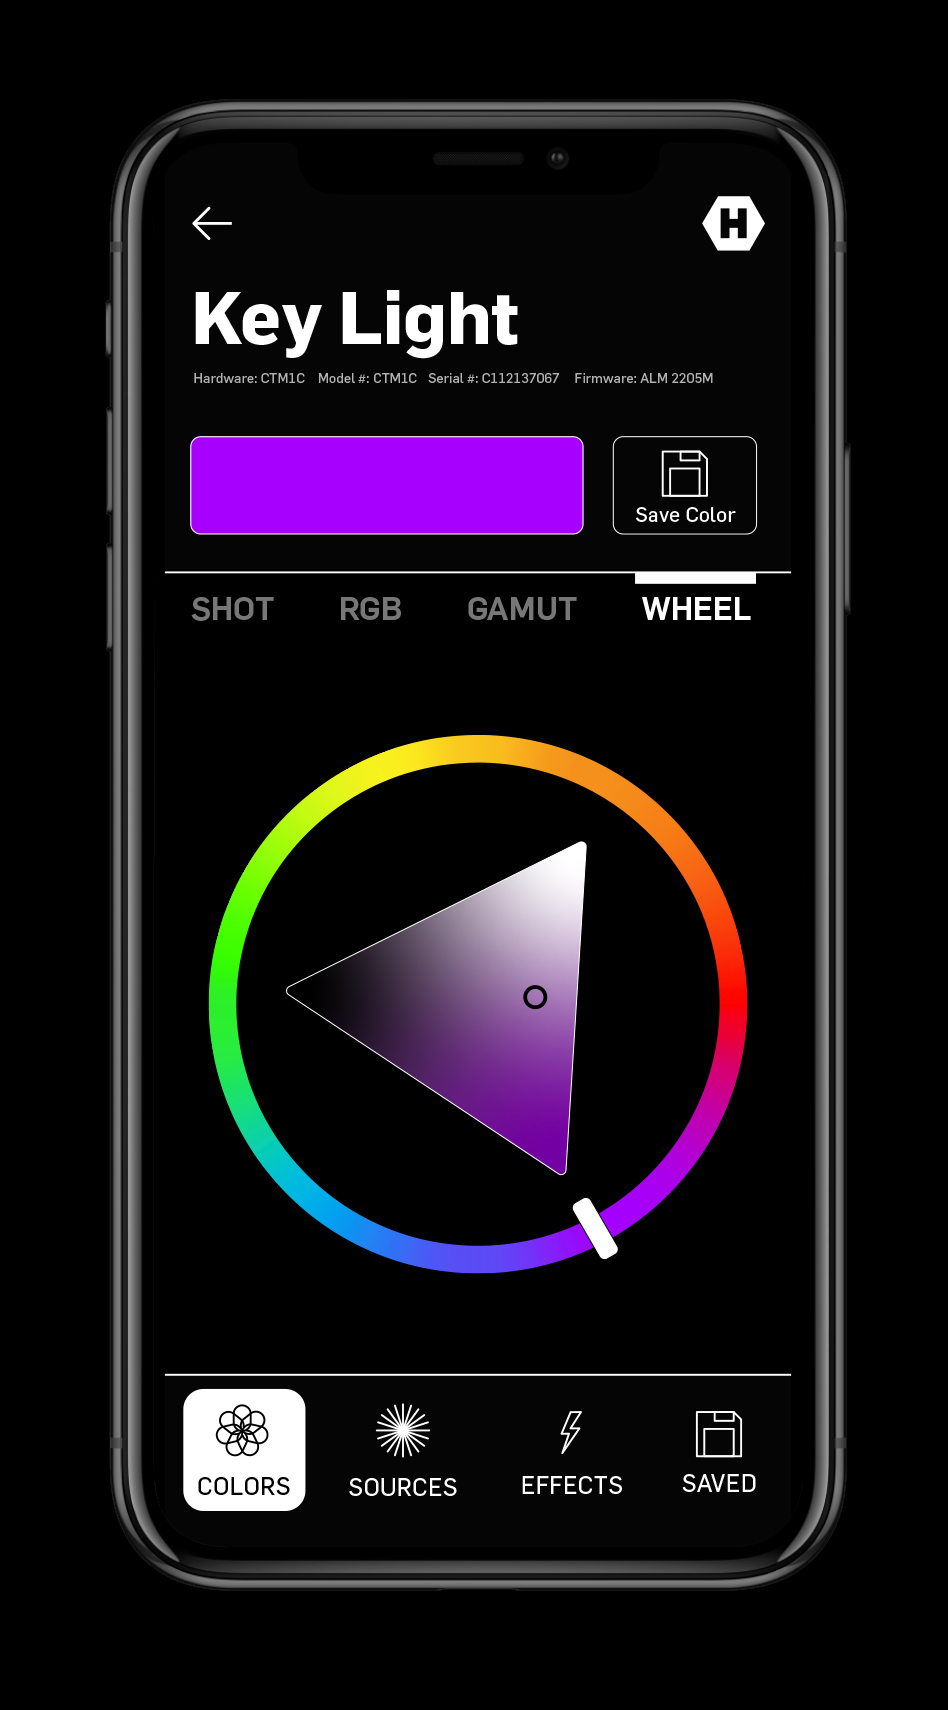 H
Key Light
Hardware: CTM1C Model #: CTM1C Serial #: C112137067 Firmware: ALM 2205M
Save Color
SHOT RGB GAMUT WHEEL
COLORS SOURCES EFFECTS SAVED